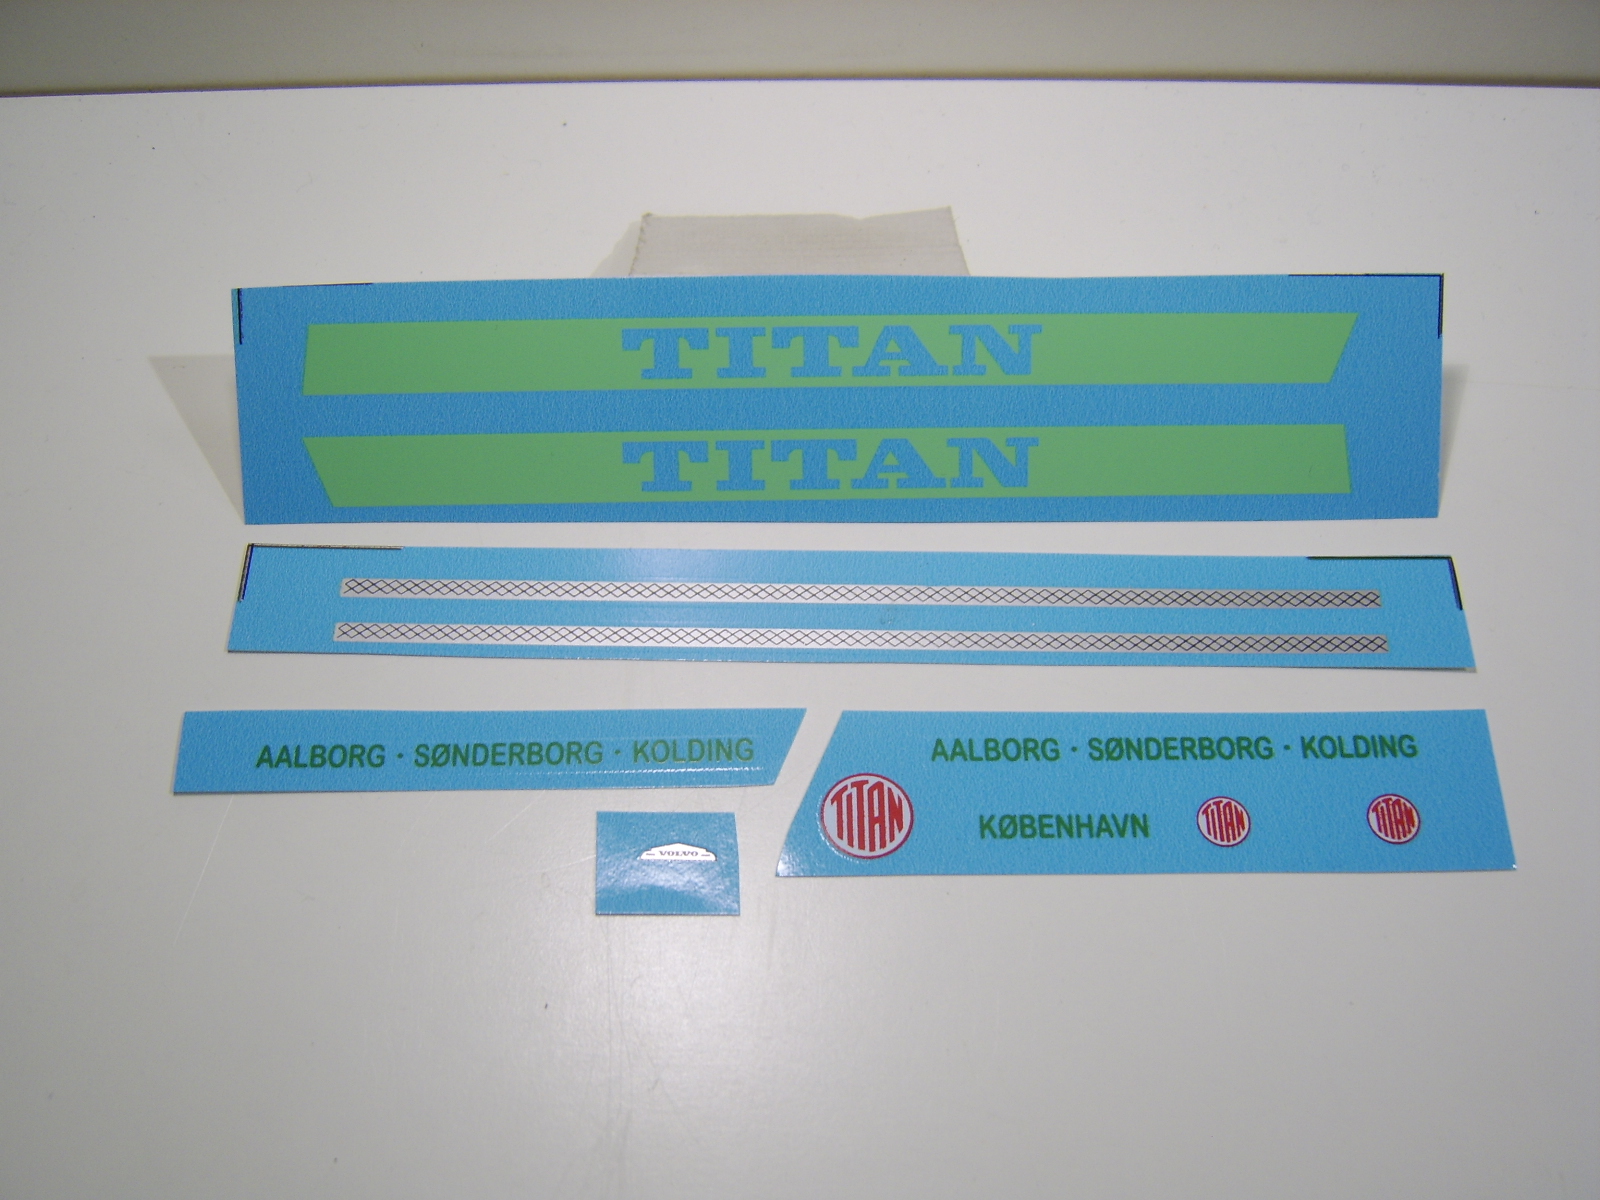 TITAN
TITAN
AALBORG · SØNDERBORG · KOLDING
AALBORG · SØNDERBORG · KOLDING
TITAN
KØBENHAVN
TITAN
TITAN
VOLVO